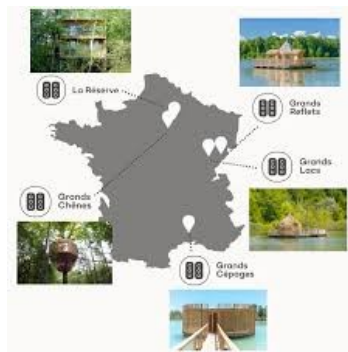 La Réserve
Grands
Reflets
Grands
Lacs
Grands
Chênes
Grands
Cépages